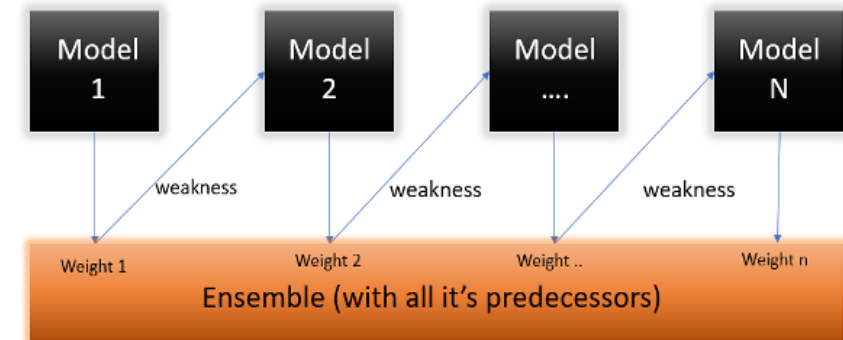 Model
1
Model
2
Model
....
Model
N
weakness
weakness
weakness
Weight 1
Weight 2
Weight ..
Weight n
Ensemble (with all it's predecessors)